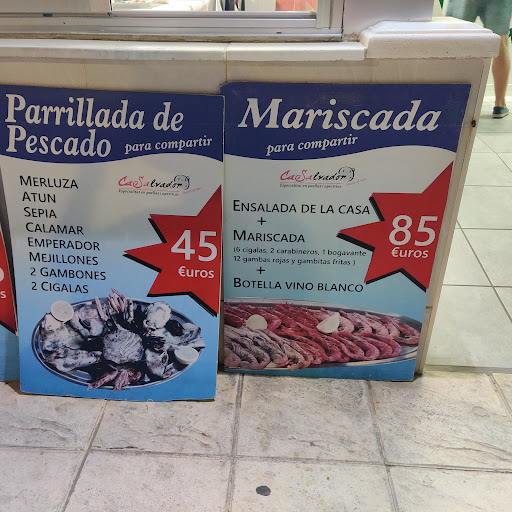 Parrillada de
Pescado para compartir
CaSalvador
MERLUZA
ATUN
SEPIA
CALAMAR
EMPERADOR
MEJILLONES
2 GAMBONES
2 CIGALAS
45
€uros
Mariscada
para compartir
CaSalvador
ENSALADA DE LA CASA
+
MARISCADA
(6 cigalas, 2 carabineros, 1 bogavante
12 gambas rojas y gambitas fritas )
+
BOTELLA VINO BLANCO
85
€uros